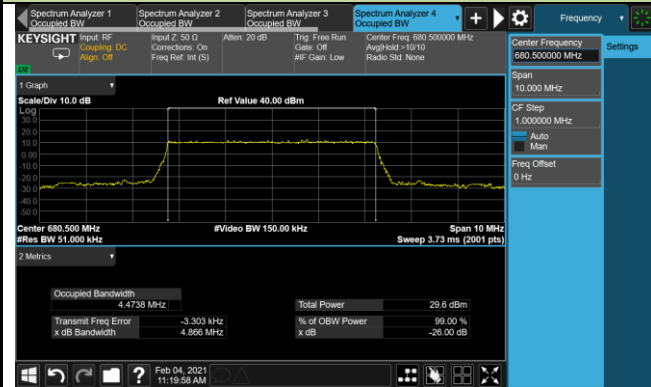 Spectrum Analyzer 1
Occupied BW
Spectrum Analyzer 2
Occupied BW
Spectrum Analyzer 3
Occupied BW
Spectrum Analyzer 4
Occupied BW
Frequency
KEYSIGHT
Input: RF
Coupling: DC
Align: Off
Input Z: 50 Ω
Corrections: On
Freq Ref: Int (S)
Atten: 20 dB
Trig: Free Run
Gate: Off
#IF Gain: Low
Center Freq: 680.500000 MHz
Avg|Hold:>10/10
Radio Std: None
Center Frequency
680.500000 MHz
Settings
Span
10.000 MHz
CF Step
1.000000 MHz
Auto
Man
Freq Offset
0 Hz
1 Graph
Scale/Div 10.0 dB
Ref Value 40.00 dBm
Log
30.0
20.0
10.0
0.00
-10.0
-20.0
-30.0
-40.0
-50.0
Center 680.500 MHz
#Video BW 150.00 kHz
Span 10 MHz
#Res BW 51.000 kHz
Sweep 3.73 ms (2001 pts)
2 Metrics
Occupied Bandwidth
4.4738 MHz
Total Power 29.6 dBm
Transmit Freq Error -3.303 kHz
% of OBW Power 99.00 %
x dB Bandwidth 4.866 MHz
x dB -26.00 dB
Feb 04, 2021
11:19:58 AM